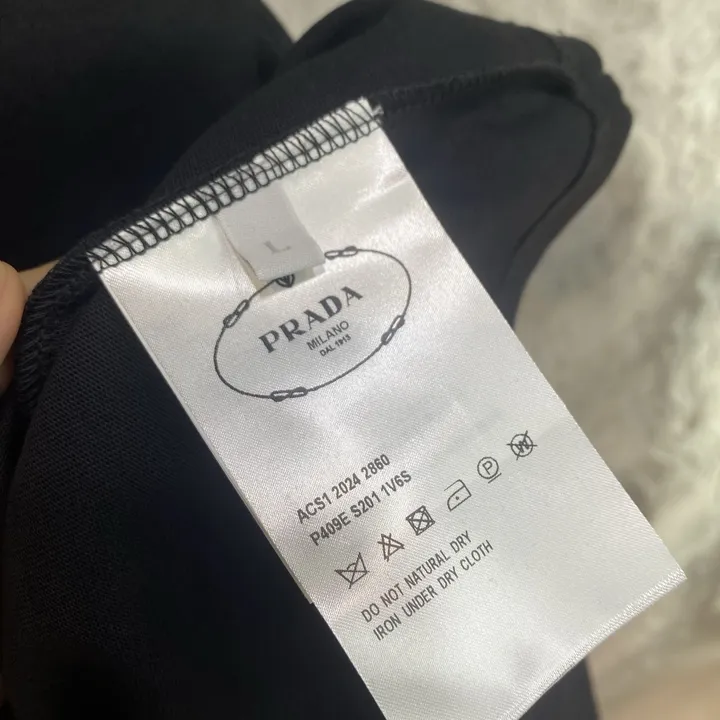 L
PRADA
MILANO
DAL 1913
ACS1 2024 2860
P409E S201 1V6S
P
W
DO NOT NATURAL DRY
IRON UNDER DRY CLOTH